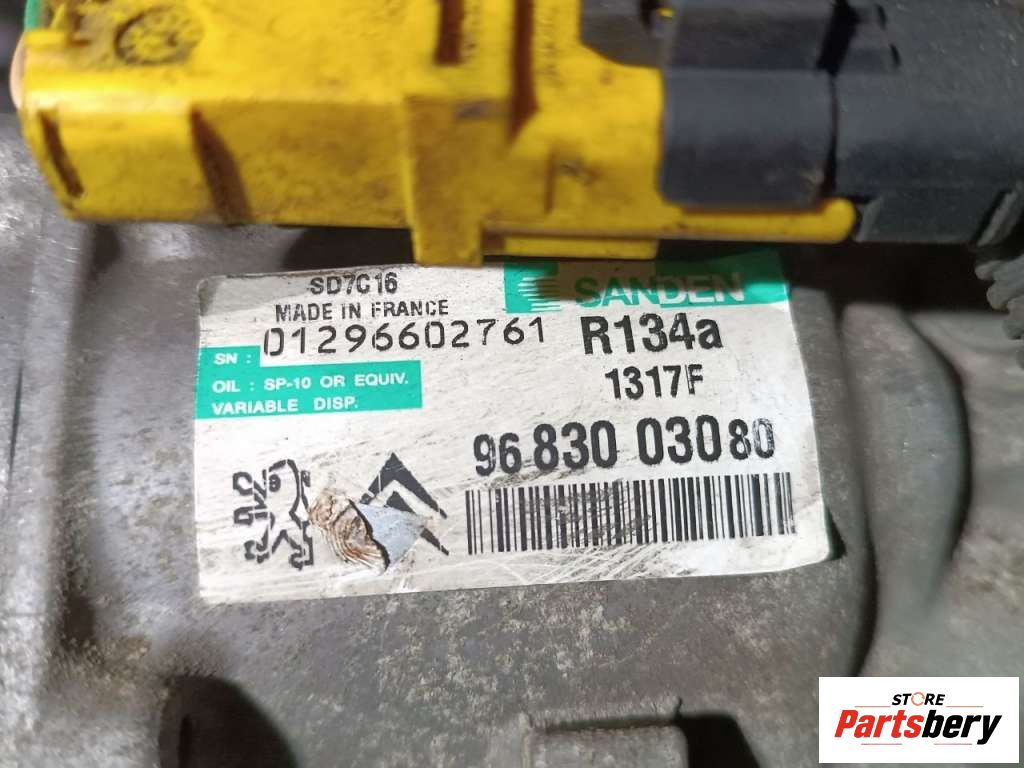 SD7C16
MADE IN FRANCE
SANDEN
SN : 01296602761
R134a
OIL : SP-10 OR EQUIV.
VARIABLE DISP.
1317F
96 830 030 80
STORE
Partsbery